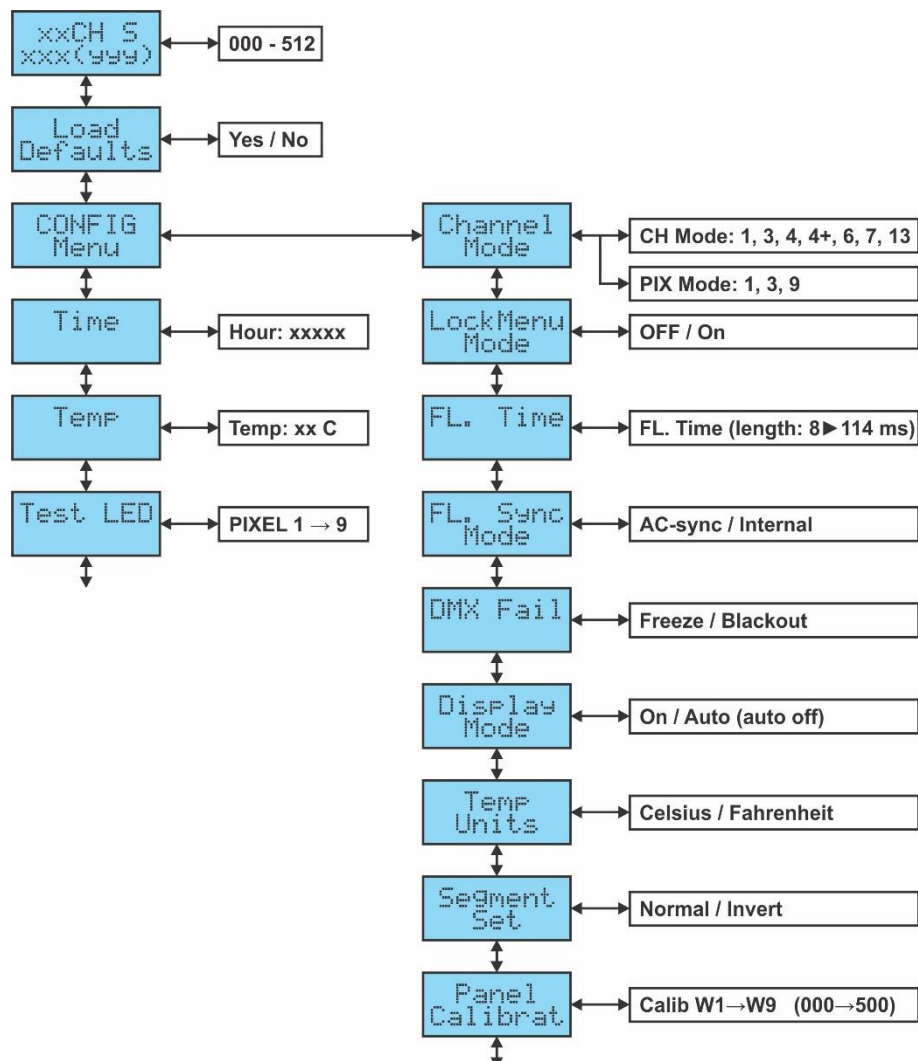 xxCH S
xxx(yyy)
000 - 512
Load
Defaults
Yes / No
CONFIG
Menu
Time
Hour: xxxxx
Temp
Temp: xx C
Test LED
PIXEL 1 → 9
Channel
Mode
CH Mode: 1, 3, 4, 4+, 6, 7, 13
PIX Mode: 1, 3, 9
LockMenu
Mode
OFF / On
FL. Time
FL. Time (length: 8►114 ms)
FL. Sync
Mode
AC-sync / Internal
DMX Fail
Freeze / Blackout
Display
Mode
On / Auto (auto off)
Temp
Units
Celsius / Fahrenheit
Segment
Set
Normal / Invert
Panel
Calibrat
Calib W1→W9 (000→500)